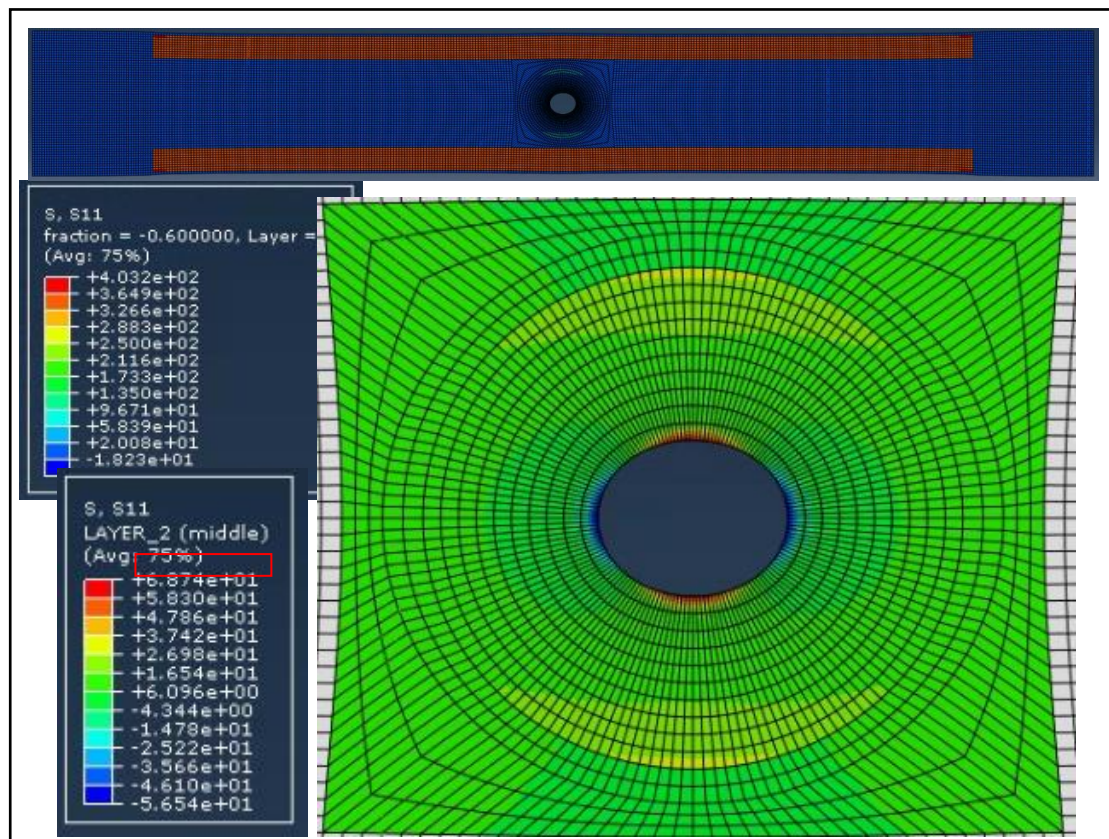 S, S11
fraction = -0.600000, Layer =
(Avg: 75%)
+4.032e+02
+3.649e+02
+3.266e+02
+2.883e+02
+2.500e+02
+2.116e+02
+1.733e+02
+1.350e+02
+9.671e+01
+5.839e+01
+2.008e+01
-1.823e+01
S, S11
LAYER_2 (middle)
(Avg: 75%)
+6.874e+01
+5.830e+01
+4.786e+01
+3.742e+01
+2.698e+01
+1.654e+01
+6.096e+00
-4.344e+00
-1.478e+01
-2.522e+01
-3.566e+01
-4.610e+01
-5.654e+01